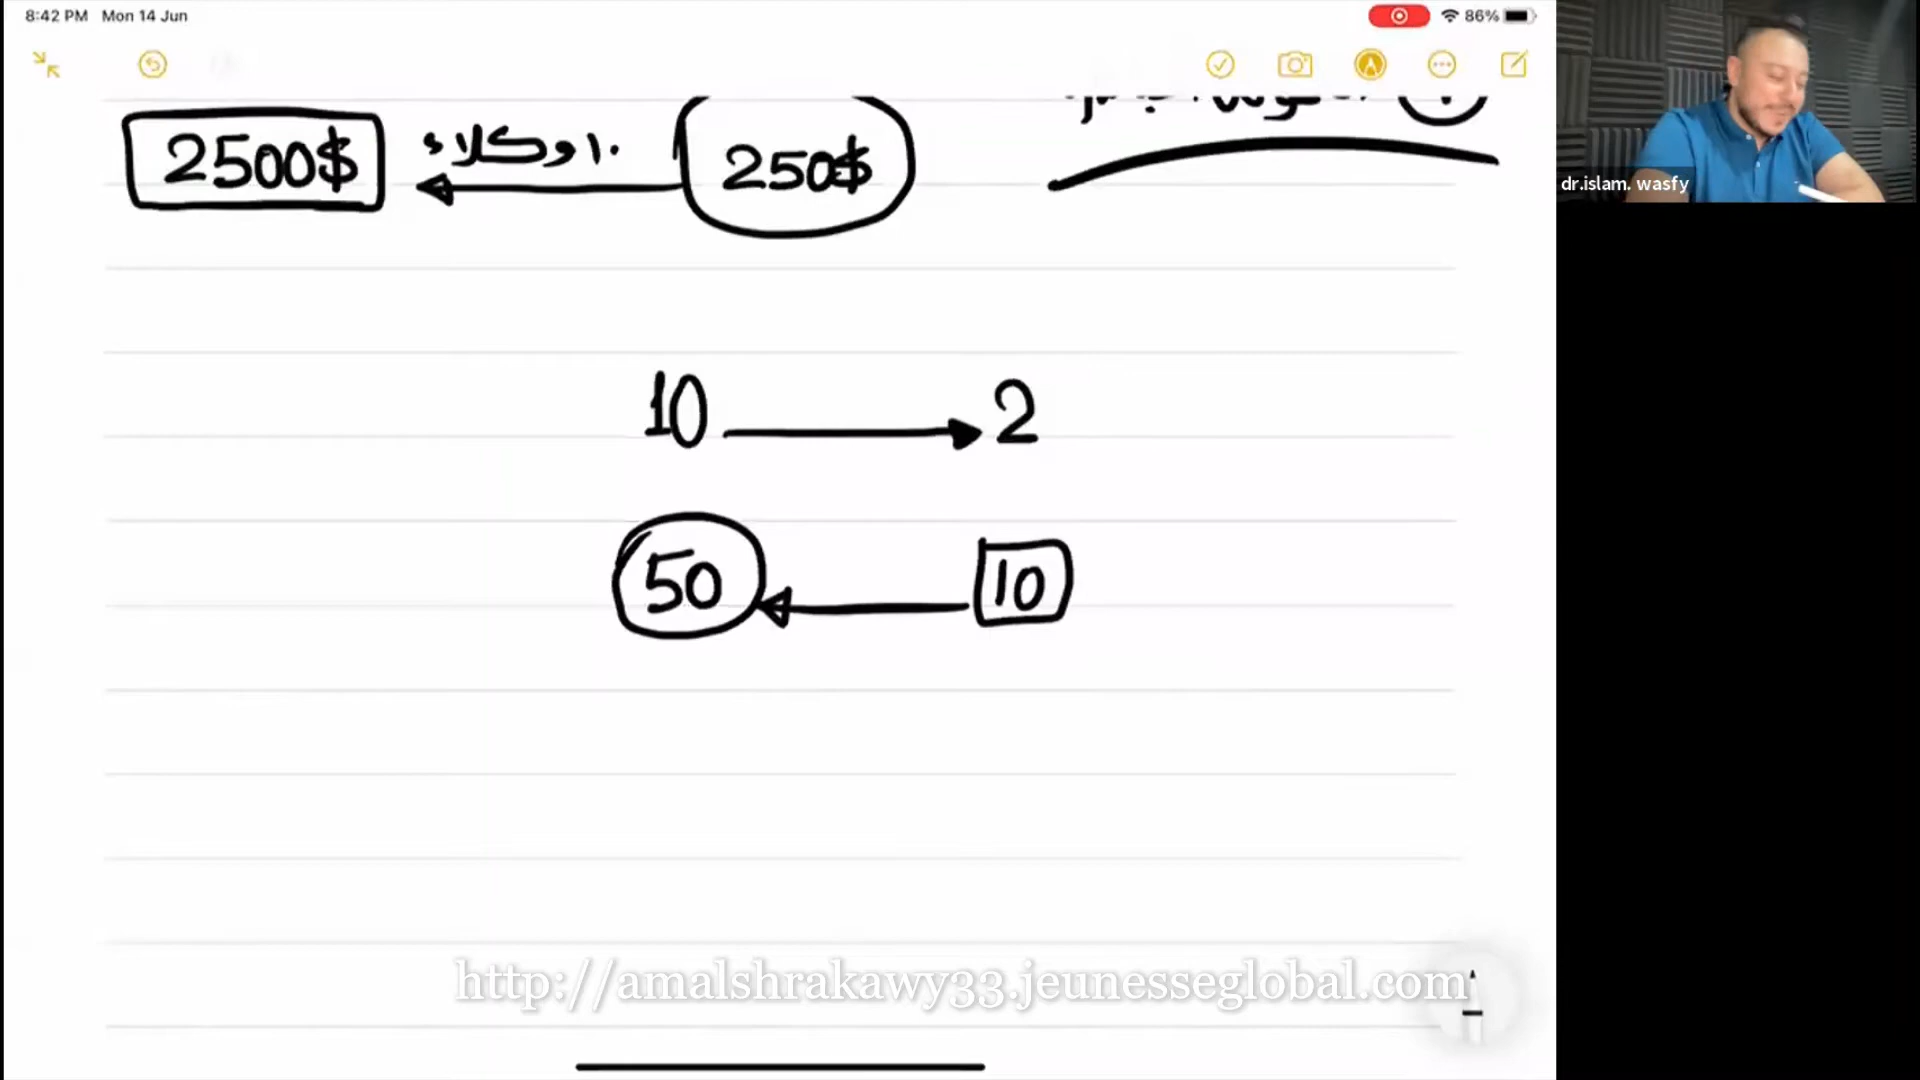 8:42 PM Mon 14 Jun 86%
2500$ ١٠ وكلاء 250$
10 2
50 10
dr.islam. wasfy
http://amalshrakawy33.jeunesseglobal.com